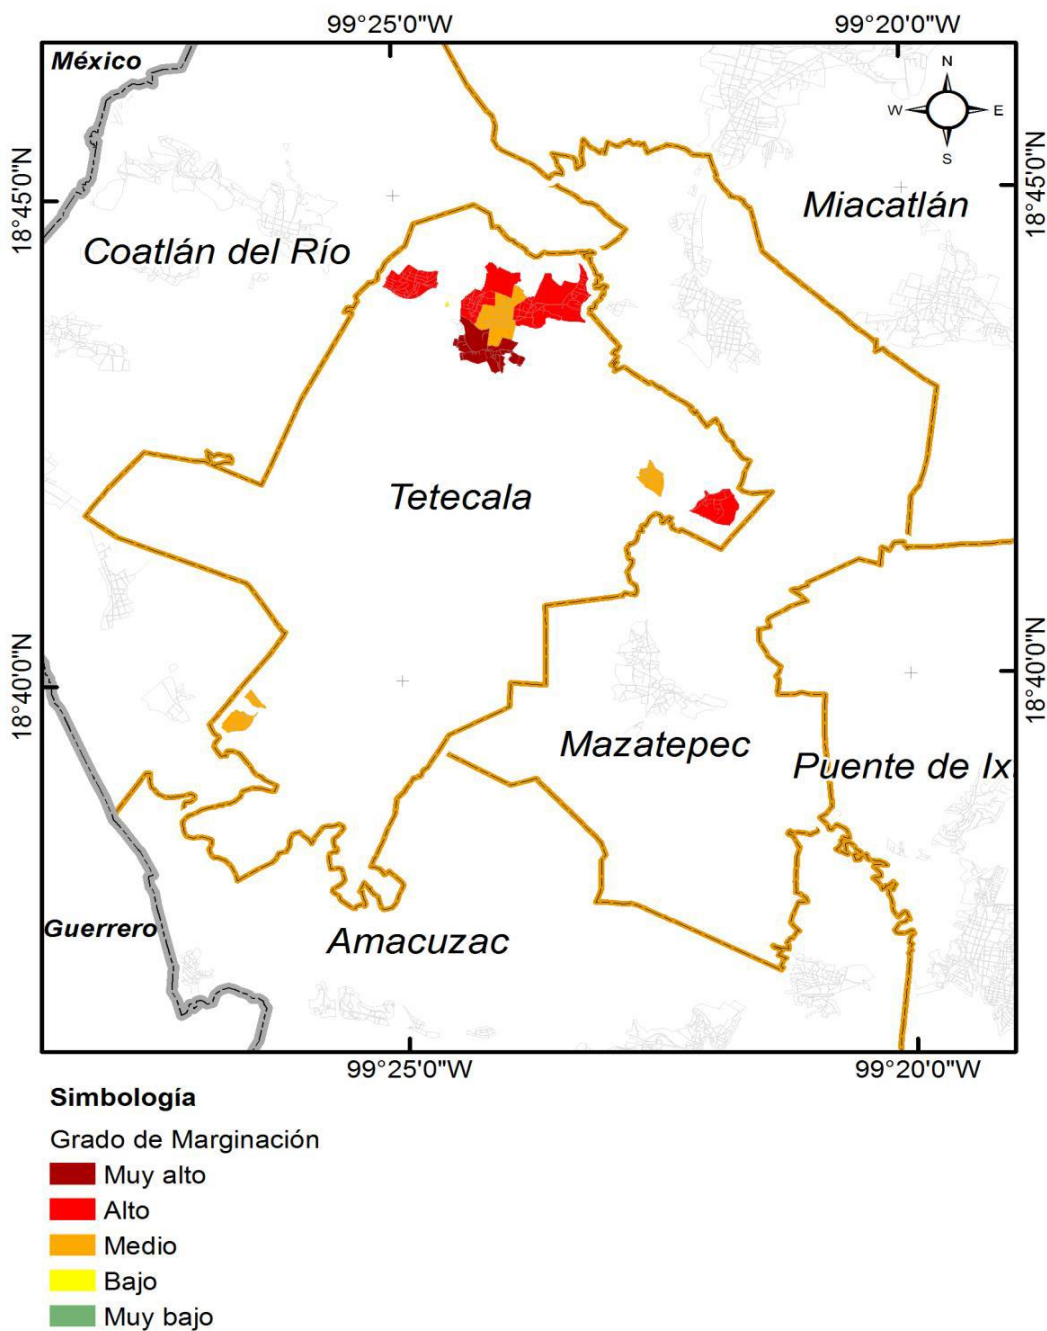 99°25'0"W
99°20'0"W
México
N
W
E
S
18°45'0"N
18°45'0"N
Miacatlán
Coatlán del Río
Tetecala
18°40'0"N
18°40'0"N
Mazatepec
Puente de Ix
Guerrero
Amacuzac
99°25'0"W
99°20'0"W
Simbología
Grado de Marginación
Muy alto
Alto
Medio
Bajo
Muy bajo